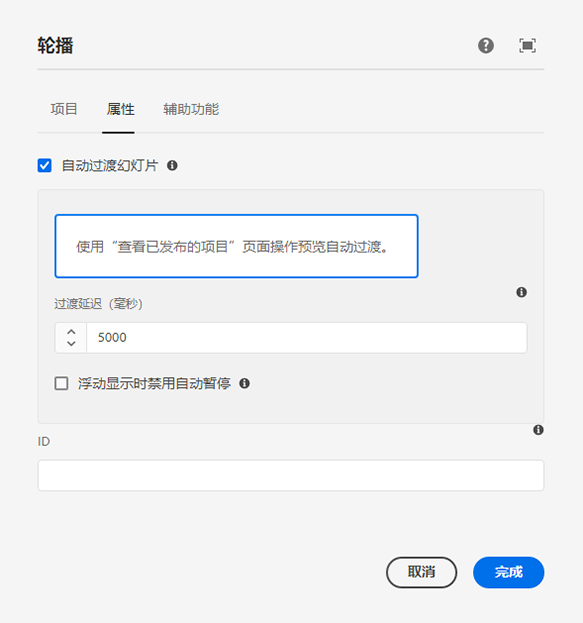 轮播
项目 属性 辅助功能
自动过渡幻灯片
使用“查看已发布的项目”页面操作预览自动过渡。
过渡延迟（毫秒）
5000
浮动显示时禁用自动暂停
ID
取消 完成